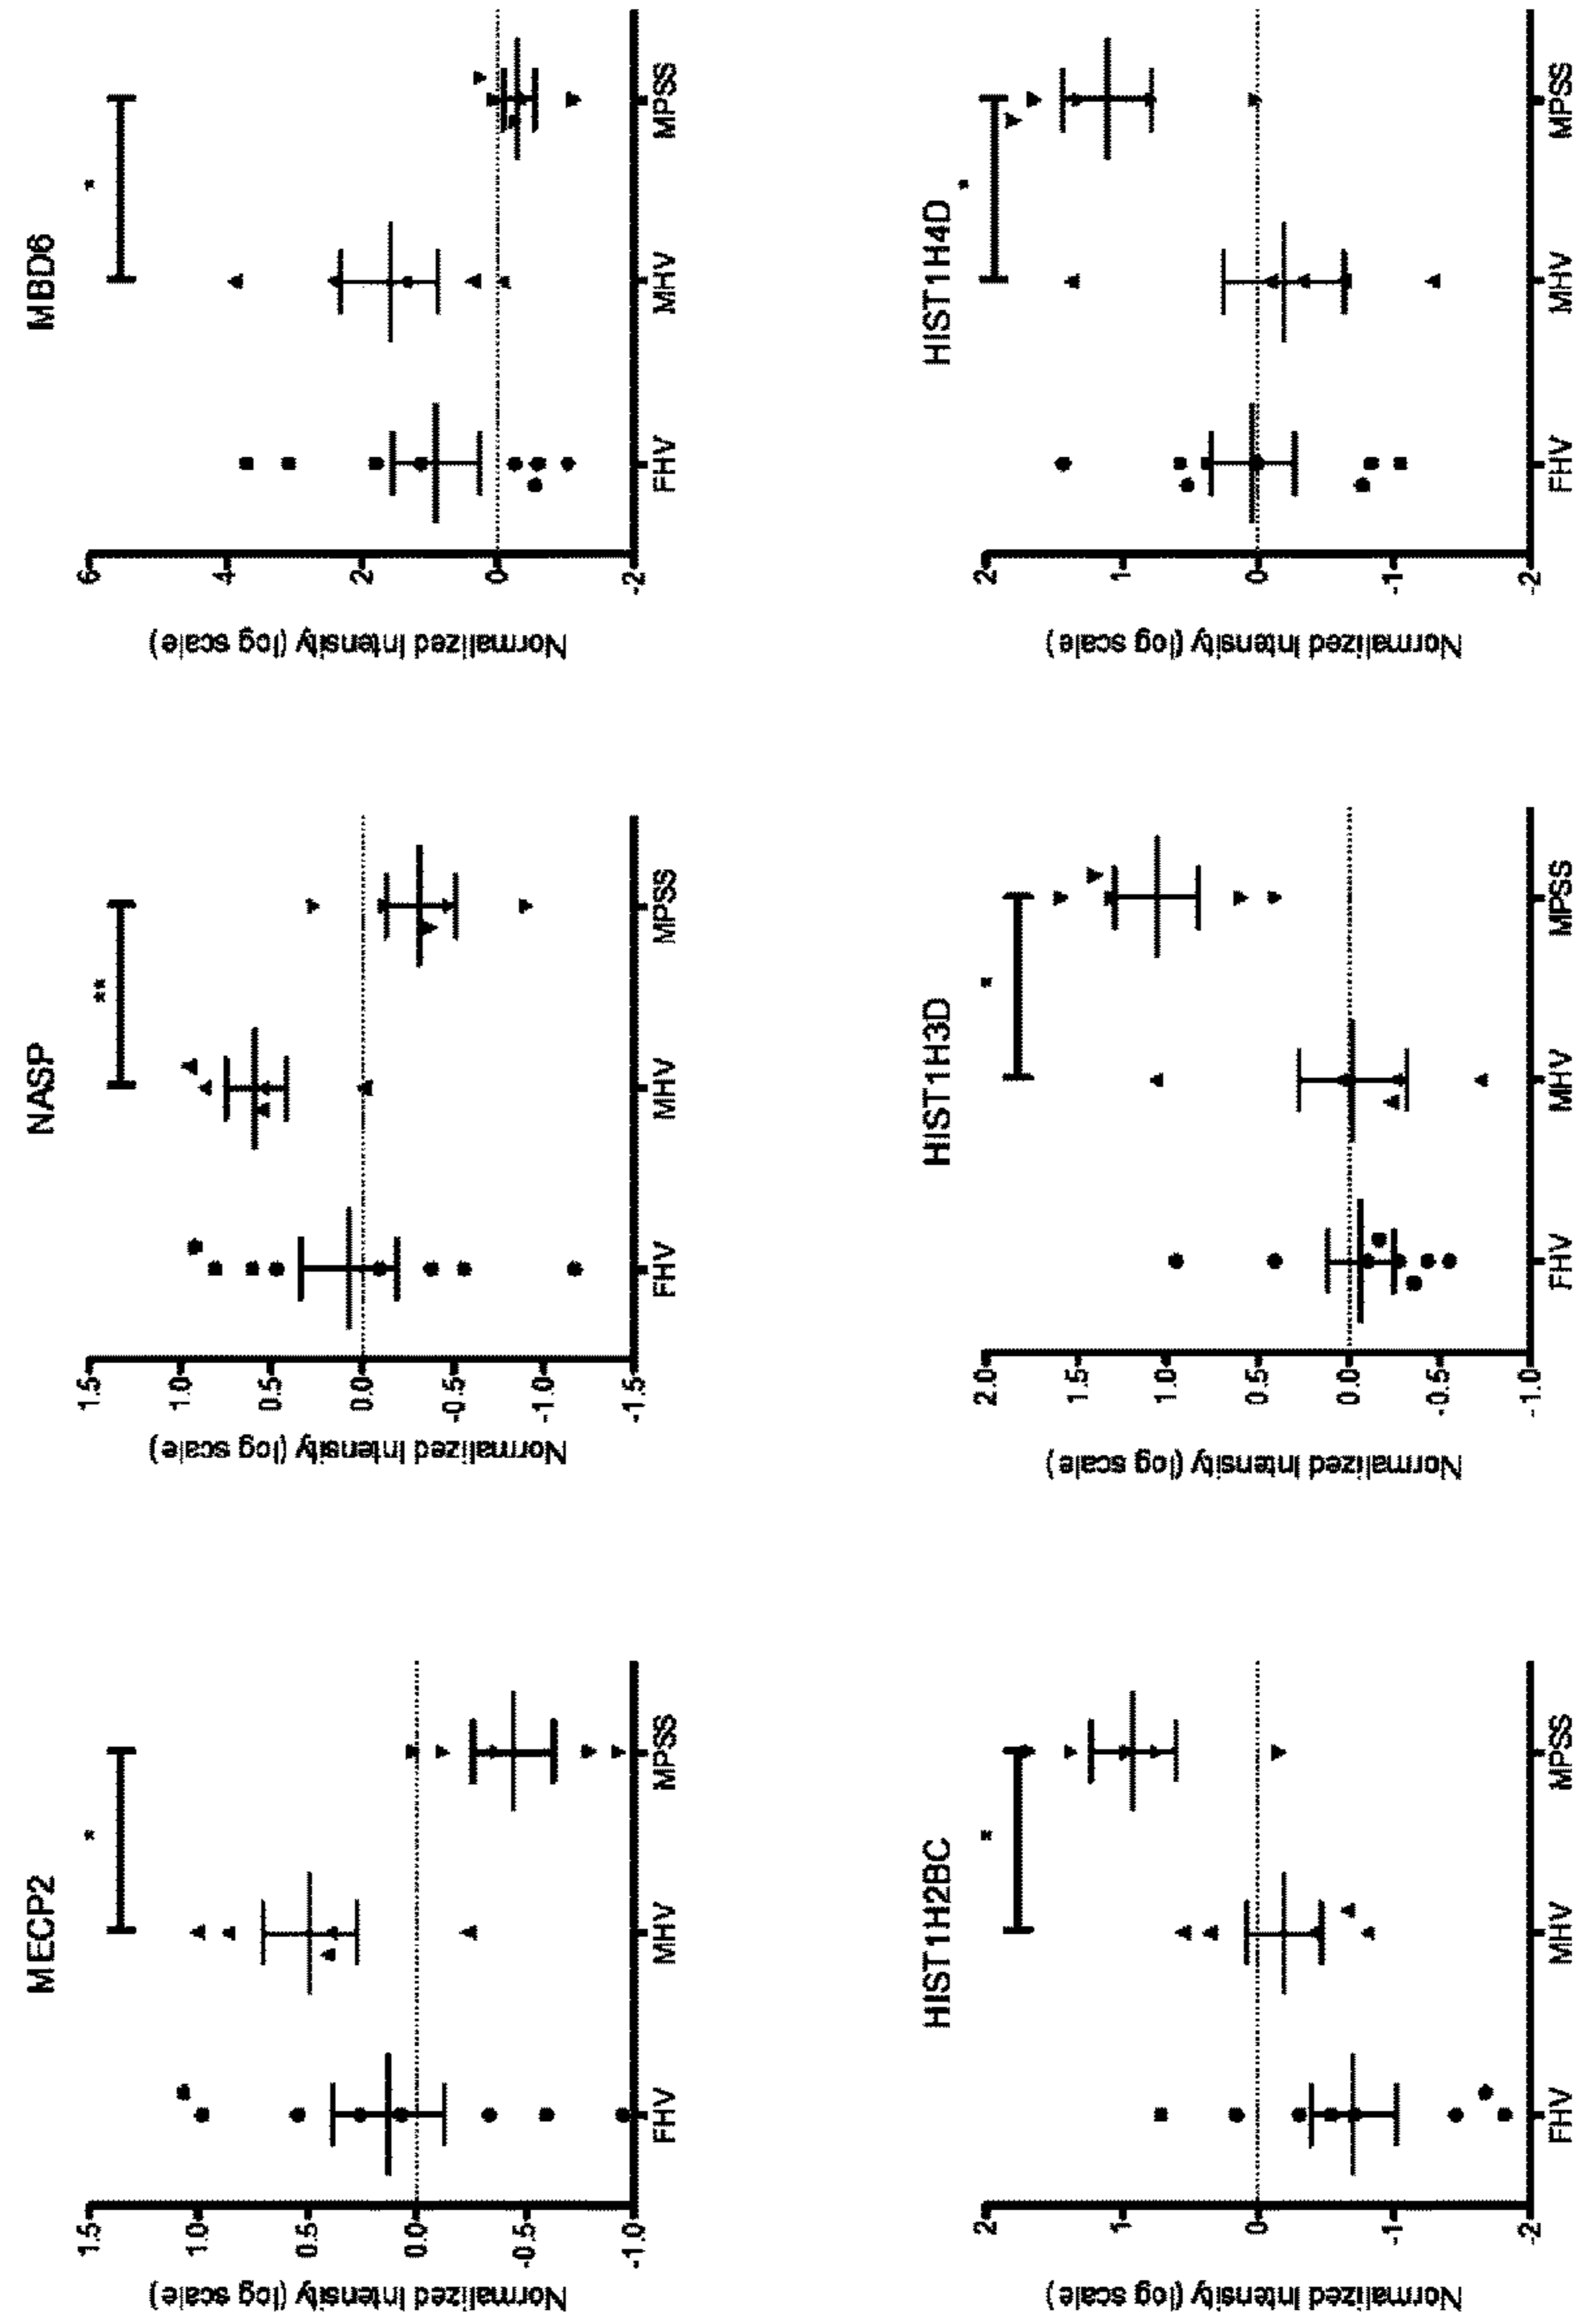 MECP2
*
Normalized Intensity (log scale)
1.5
1.0
0.5
0.0
-0.5
-1.0
FHV MHV MPSS
NASP
**
Normalized Intensity (log scale)
1.5
1.0
0.5
0.0
-0.5
-1.0
-1.5
FHV MHV MPSS
MBD6
*
Normalized Intensity (log scale)
6
4
2
0
-2
FHV MHV MPSS
HIST1H2BC
*
Normalized Intensity (log scale)
2
1
0
-1
-2
FHV MHV MPSS
HIST1H3D
*
Normalized Intensity (log scale)
2.0
1.5
1.0
0.5
0.0
-0.5
-1.0
FHV MHV MPSS
HIST1H4D
*
Normalized Intensity (log scale)
2
1
0
-1
-2
FHV MHV MPSS